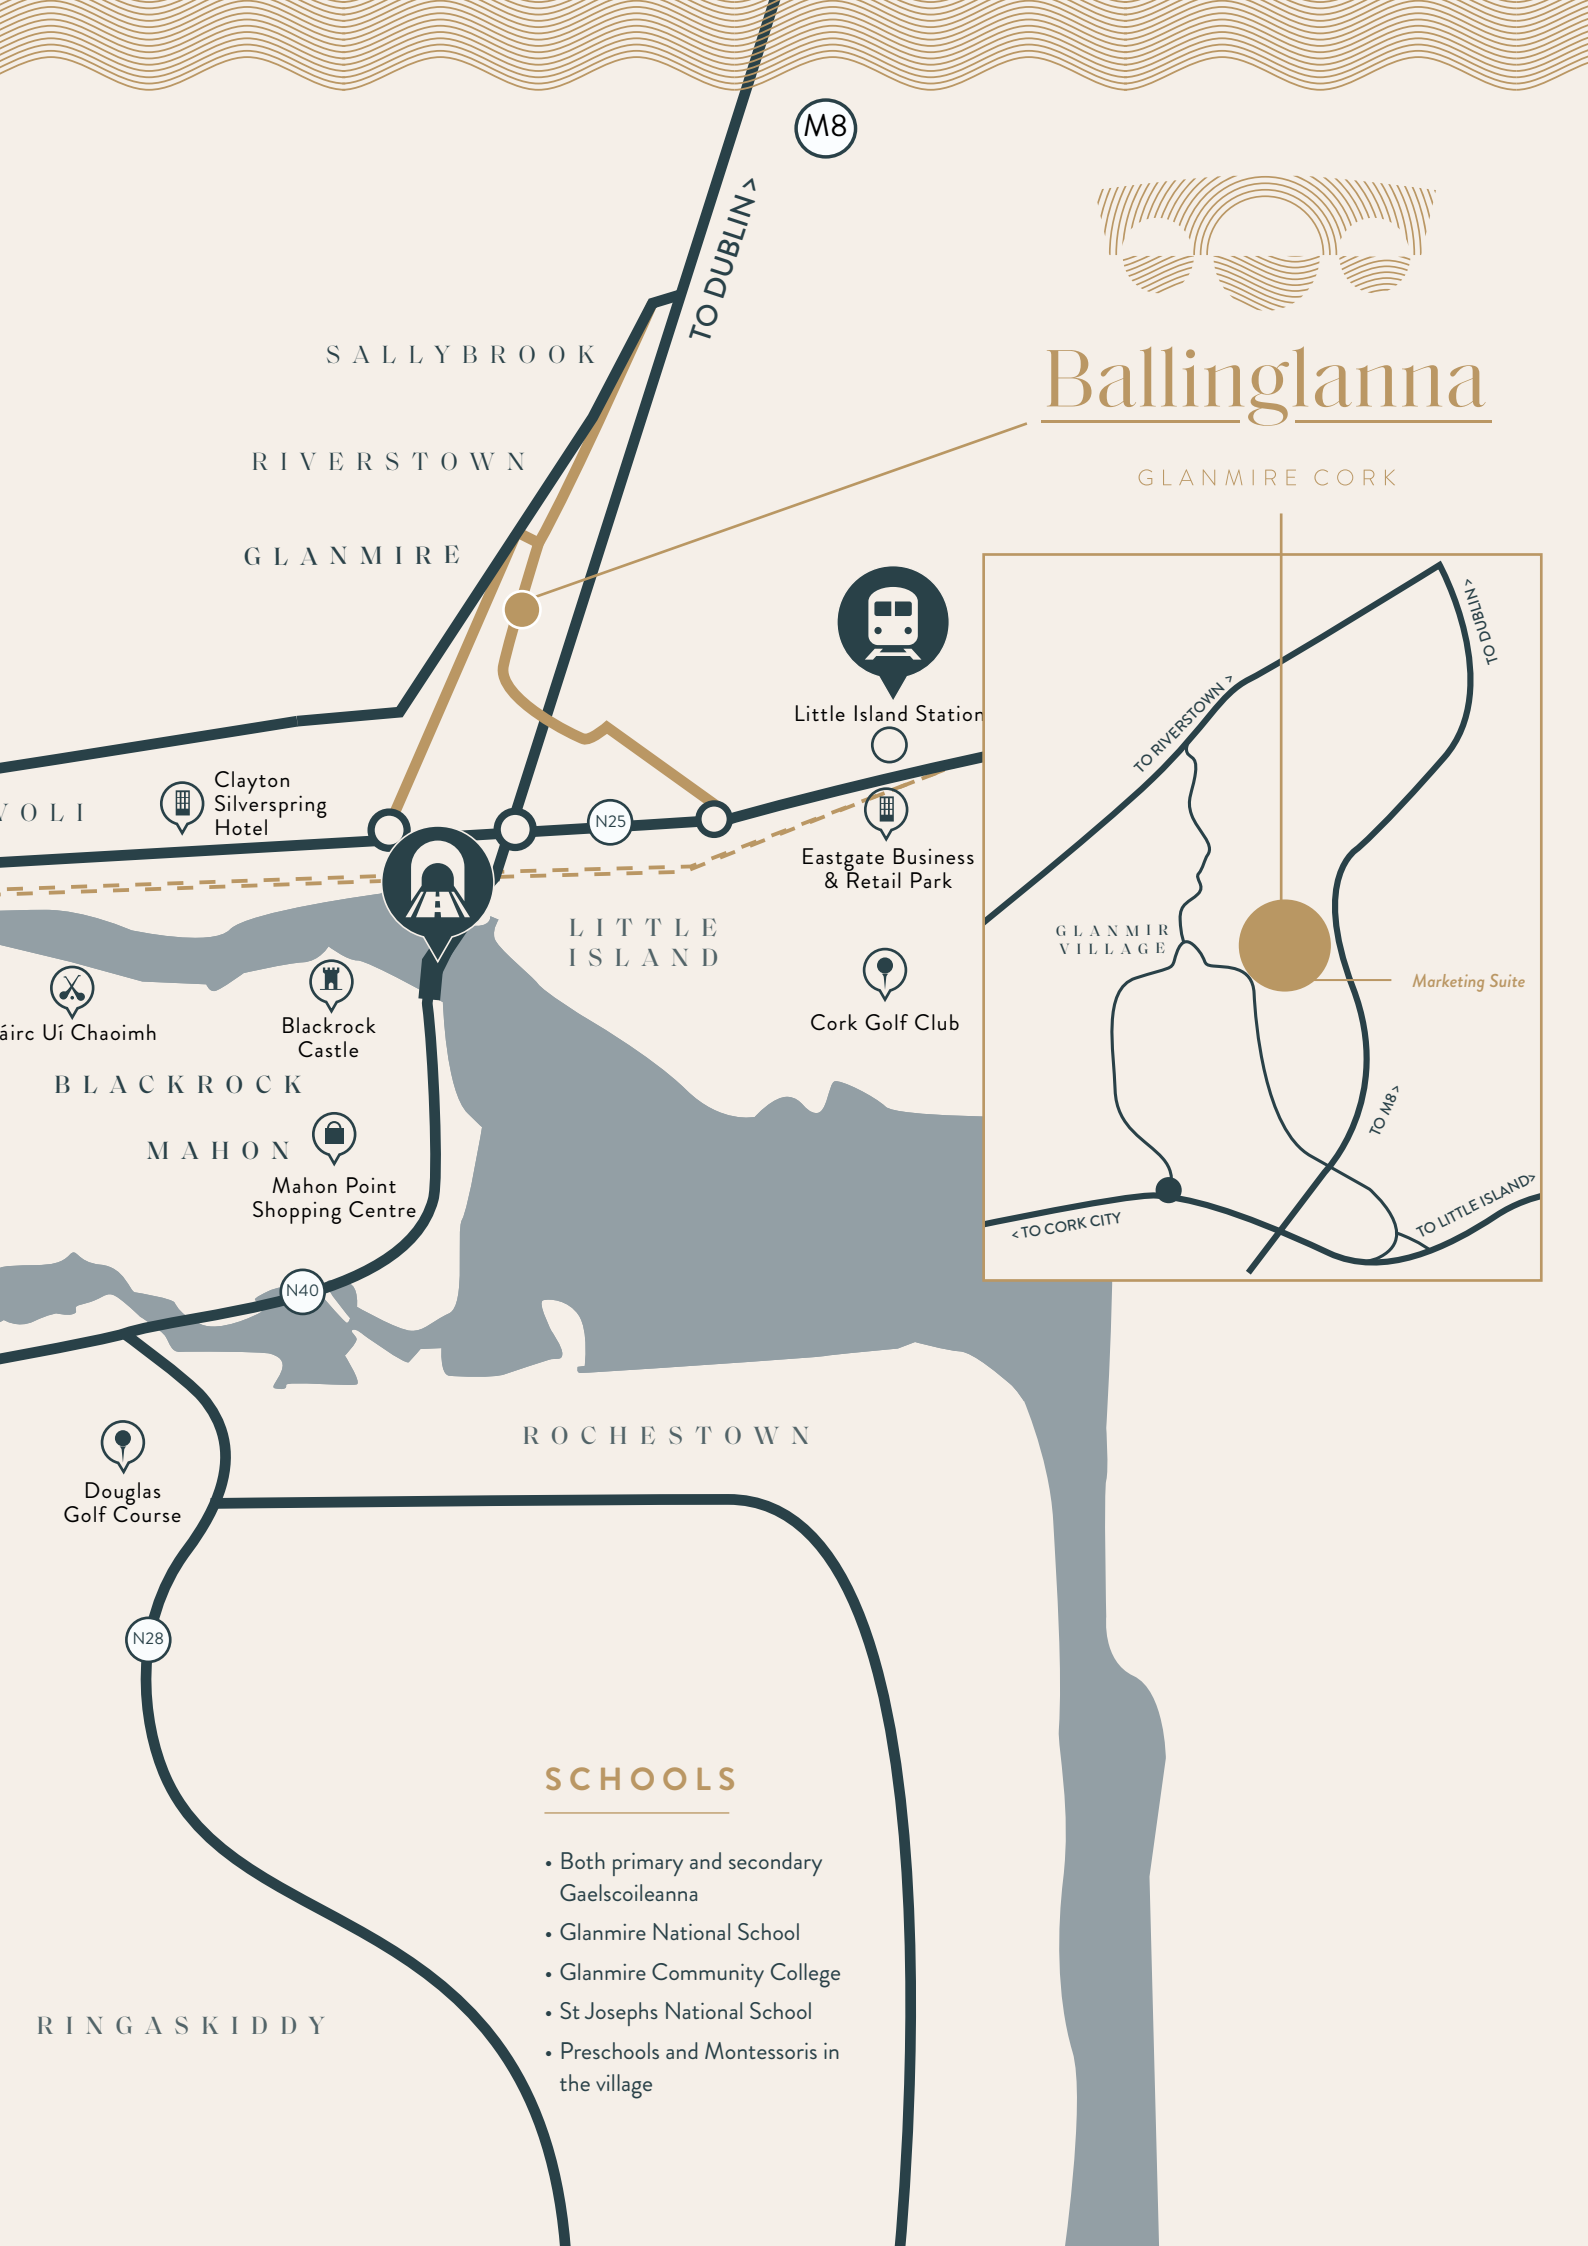 M8
TO DUBLIN >
Ballinglanna
GLANMIRE CORK
SALLYBROOK
RIVERSTOWN
GLANMIRE
Little Island Station
Clayton
Silverspring
Hotel
VOLI
N25
Eastgate Business
& Retail Park
LITTLE
ISLAND
Cork Golf Club
áirc Uí Chaoimh
Blackrock
Castle
BLACKROCK
MAHON
Mahon Point
Shopping Centre
N40
TO DUBLIN >
TO RIVERSTOWN >
GLANMIR
VILLAGE
Marketing Suite
TO M8 >
< TO CORK CITY
TO LITTLE ISLAND>
ROCHESTOWN
Douglas
Golf Course
N28
RINGASKIDDY
SCHOOLS
• Both primary and secondary
Gaelscoileanna
• Glanmire National School
• Glanmire Community College
• St Josephs National School
• Preschools and Montessoris in
the village